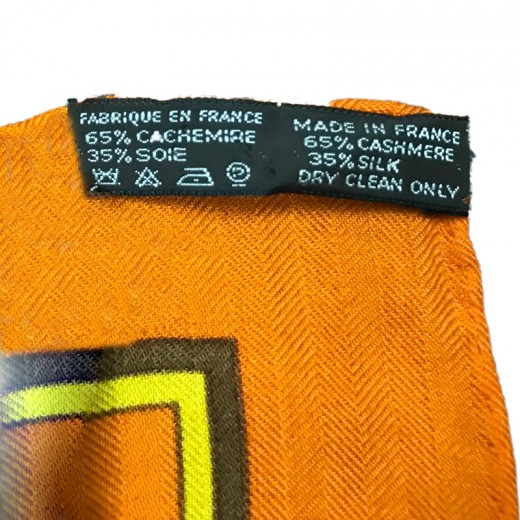 FABRIQUE EN FRANCE
65% CACHEMIRE
35% SOIE
MADE IN FRANCE
65% CASHMERE
35% SILK
DRY CLEAN ONLY